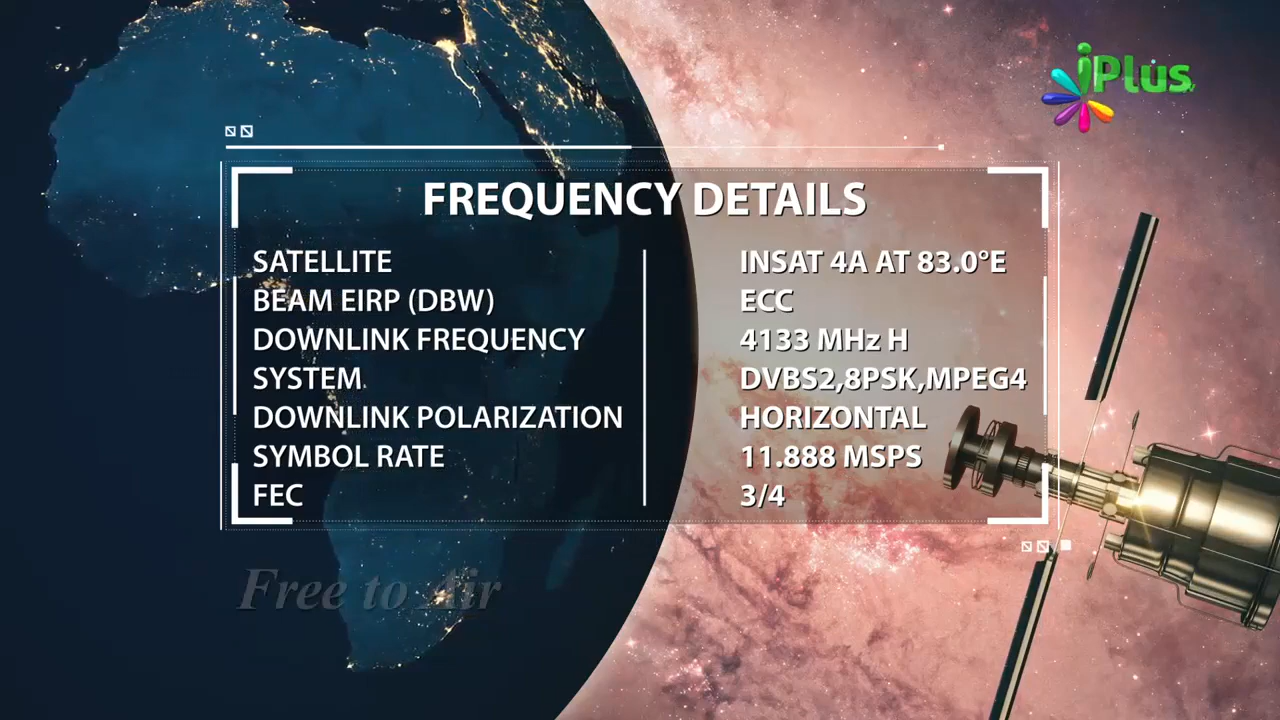 iPlus
FREQUENCY DETAILS
SATELLITE INSAT 4A AT 83.0°E
BEAM EIRP (DBW) ECC
DOWNLINK FREQUENCY 4133 MHz H
SYSTEM. DVBS2,8PSK,MPEG4
DOWNLINK POLARIZATION HORIZONTAL
SYMBOL RATE 11.888 MSPS
FEC 3/4
Free to Air